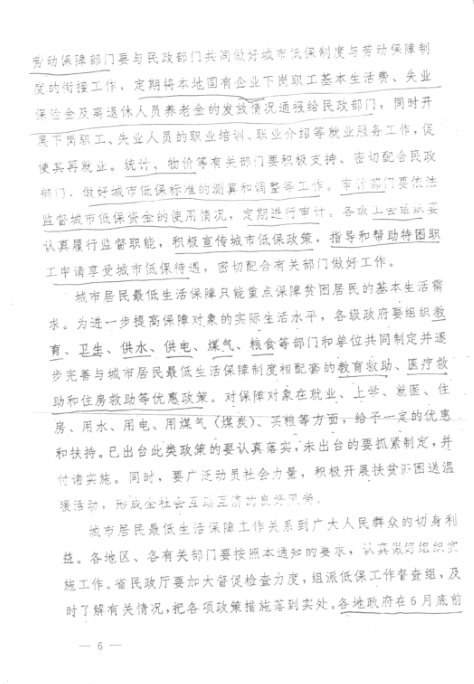 劳动保障部门要与民政部门共同做好城市低保制度与劳动保障制
度的衔接工作，定期将本地国有企业下岗职工基本生活费、失业
保险金及离退休人员养老金的发放情况通报给民政部门，同时开
展下岗职工、失业人员的职业培训、职业介绍等就业服务工作，促
使其再就业。统计、物价等有关部门要积极支持、密切配合民政
部门，做好城市低保标准的测算和调整等工作。审计部门要依法
监督城市低保资金的使用情况，定期进行审计。各级工会组织要
认真履行监督职能，积极宣传城市低保政策，指导和帮助特困职
工申请享受城市低保待遇，密切配合有关部门做好工作。
城市居民最低生活保障只能重点保障贫困居民的基本生活需
求。为进一步提高保障对象的实际生活水平，各级政府要组织教
育、卫生、供水、供电、煤气、粮食等部门和单位共同制定并逐
步完善与城市居民最低生活保障制度相配套的教育救助、医疗救
助和住房救助等优惠政策。对保障对象在就业、上学、就医、住
房、用水、用电、用煤气（煤炭）、买粮等方面，给予一定的优惠
和扶持。已出台此类政策的要认真落实，未出台的要抓紧制定，并
付诸实施。同时，要广泛动员社会力量，积极开展扶贫济困送温
暖活动，形成全社会互助互济的良好风尚。
城市居民最低生活保障工作关系到广大人民群众的切身利
益。各地区、各有关部门要按照本通知的要求，认真做好组织实
施工作。省民政厅要加大督促检查力度，组派低保工作督查组，及
时了解有关情况，把各项政策措施落到实处。各地政府在6月底前
— 6 —